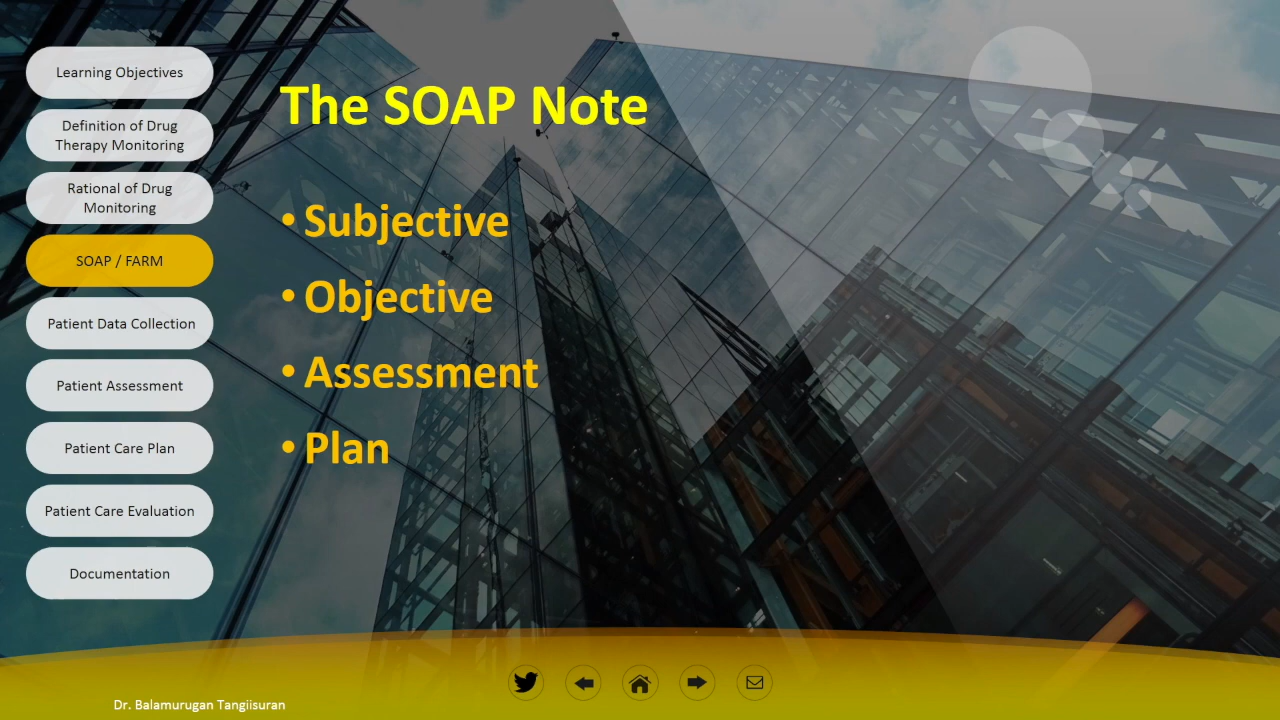 Learning Objectives
Definition of Drug
Therapy Monitoring
Rational of Drug
Monitoring
SOAP / FARM
Patient Data Collection
Patient Assessment
Patient Care Plan
Patient Care Evaluation
Documentation
The SOAP Note
• Subjective
• Objective
• Assessment
• Plan
Dr. Balamurugan Tangiisuran